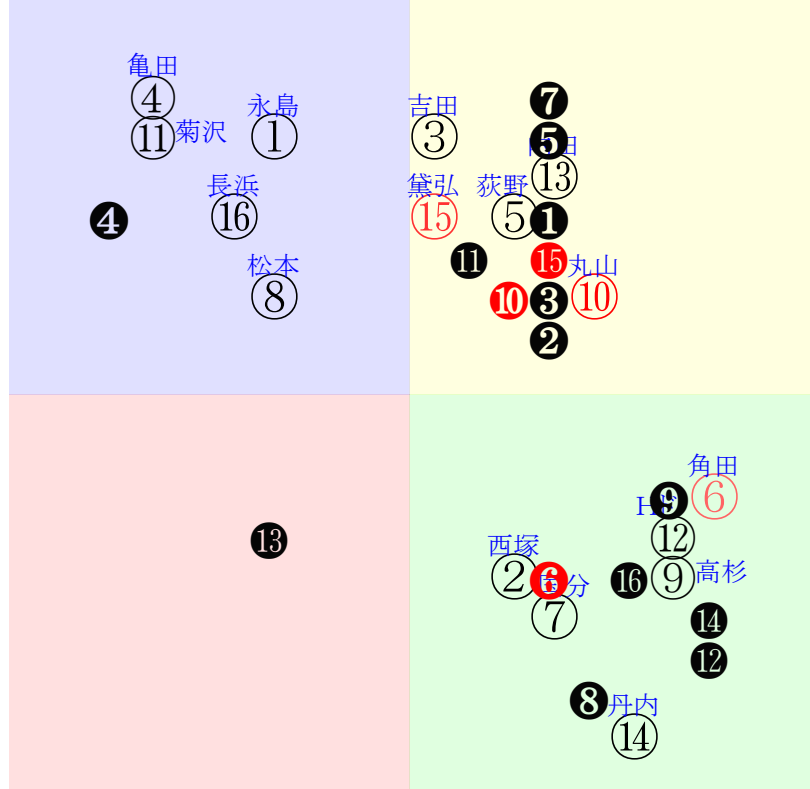 亀田
④
⑪
菊沢
永島
①
長浜
⑯
❹
松本
⑧
吉田
③
❼
❺
田
⑬
黛弘
⑮
荻野
⑤
❶
⓫
⓯
丸山
❿
❸
⑩
❷
⓭
角田
⑥
❾
⑫
西塚
②
❻
分
⑦
⓰
⑨
高杉
⓮
⓬
❽
丹内
⑭